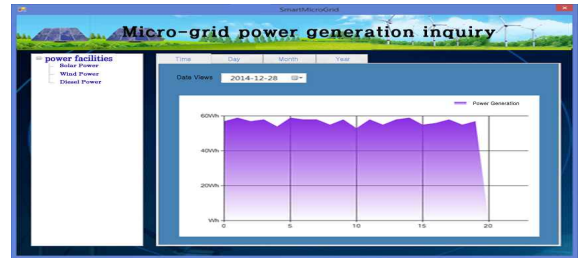 SmartMicroGrid
Micro-grid power generation inquiry
power facilities
Solar Power
Wind Power
Diesel Power
Time Day Month Year
Data Views 2014-12-28
Power Generation
60Wh
40Wh
20Wh
Wh
0 5 10 15 20